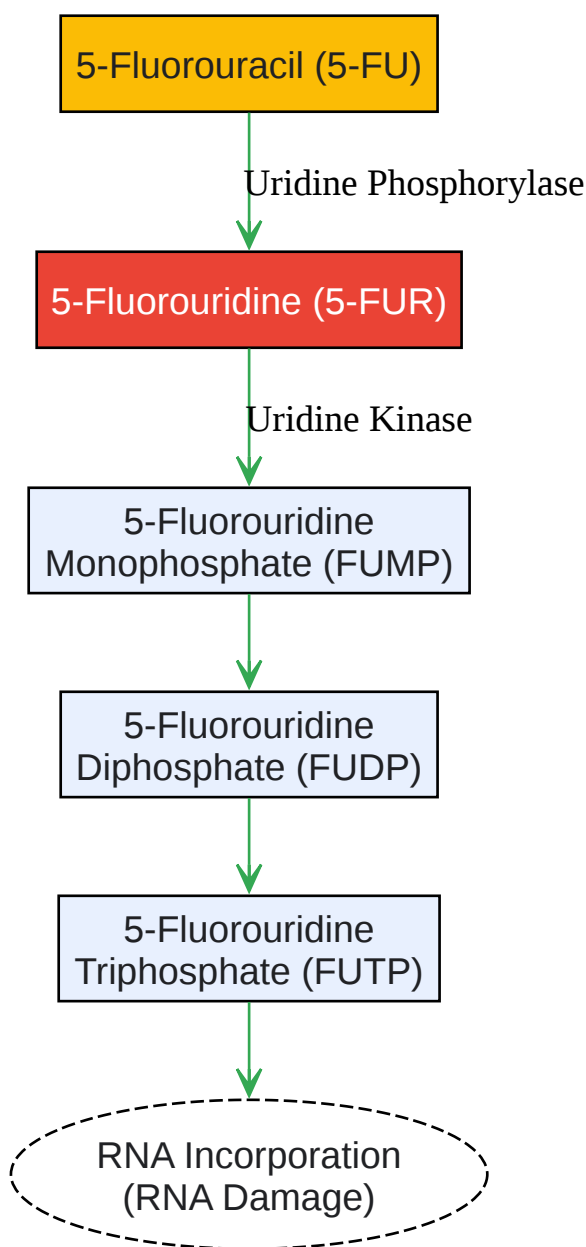 5-Fluorouracil (5-FU)
Uridine Phosphorylase
5-Fluorouridine (5-FUR)
Uridine Kinase
5-Fluorouridine
Monophosphate (FUMP)
5-Fluorouridine
Diphosphate (FUDP)
5-Fluorouridine
Triphosphate (FUTP)
RNA Incorporation
(RNA Damage)